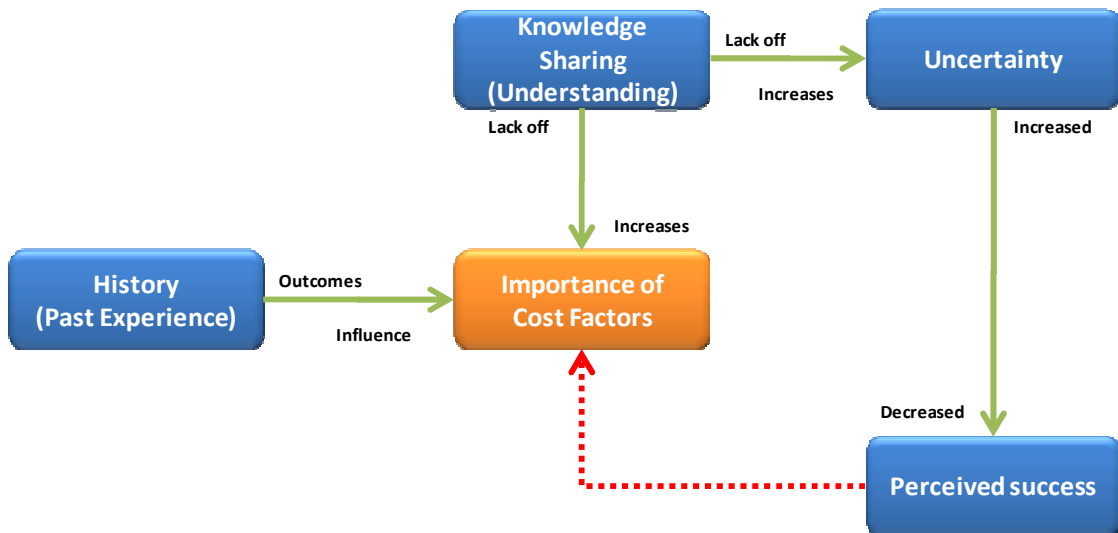 Knowledge
Sharing
(Understanding)
Lack off
Increases
Uncertainty
Lack off
Increased
Increases
History
(Past Experience)
Outcomes
Influence
Importance of
Cost Factors
Decreased
Perceived success